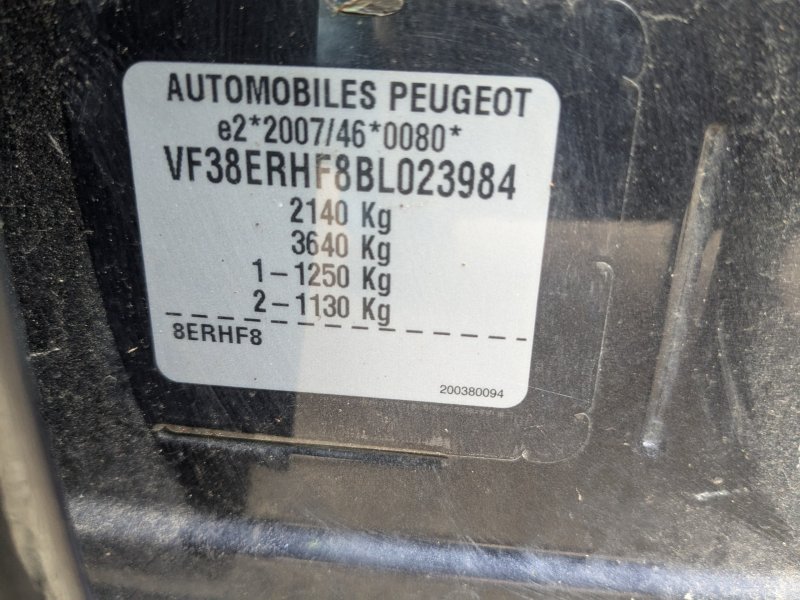 AUTOMOBILES PEUGEOT
e2*2007/46*0080*
VF38ERHF8BL023984
2140 Kg
3640 Kg
1-1250 Kg
2-1130 Kg
8ERHF8
200380094